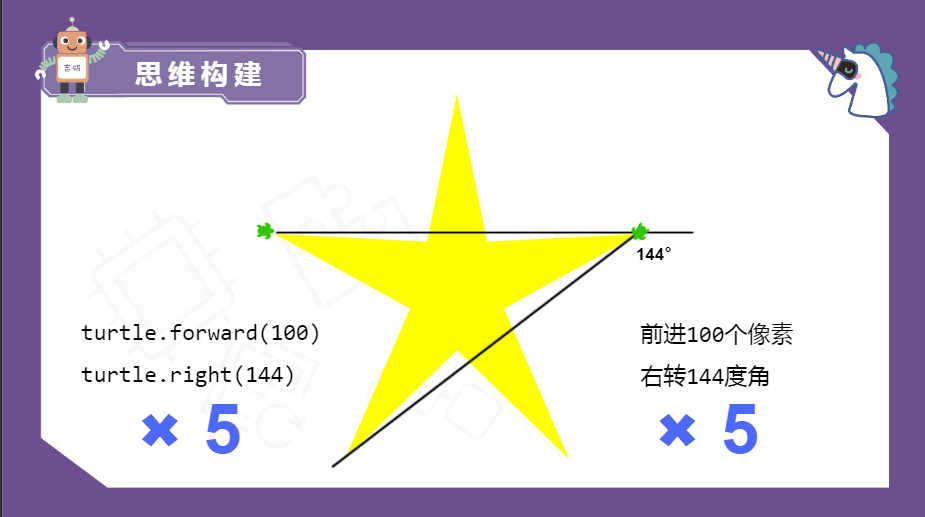 思维构建
144°
turtle.forward(100)
turtle.right(144)
× 5
前进100个像素
右转144度角
× 5